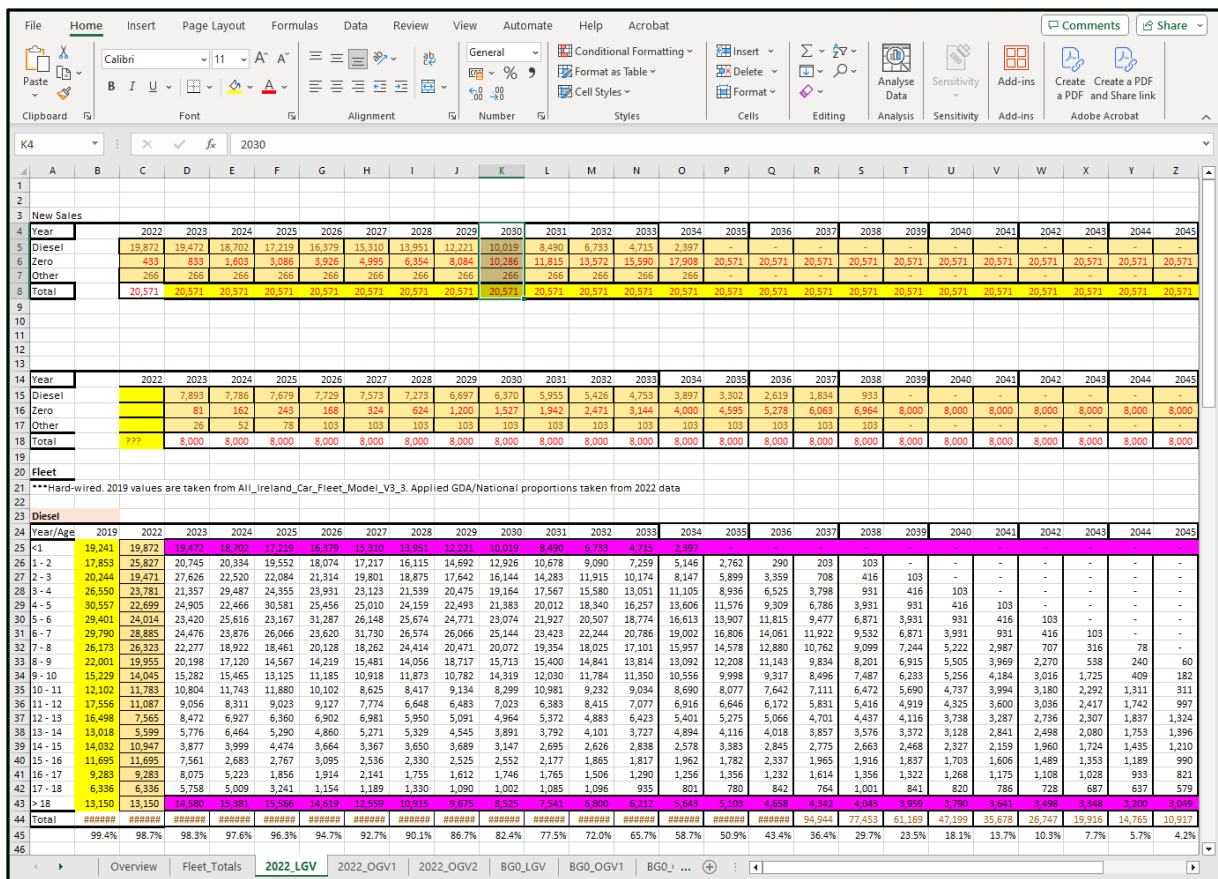 File Home Insert Page Layout Formulas Data Review View Automate Help Acrobat Comments Share
Calibri 11 General Conditional Formatting Insert
Paste Format as Table Delete Analyse Data Sensitivity Add-ins Create a PDF Create a PDF and Share link
B I U A Cell Styles Format
Clipboard Font Alignment Number Styles Cells Editing Analysis Sensitivity Add-ins Adobe Acrobat
K4 fx 2030
A B C D E F G H I J K L M N O P Q R S T U V W X Y Z
1
2
3 New Sales
4 Year 2022 2023 2024 2025 2026 2027 2028 2029 2030 2031 2032 2033 2034 2035 2036 2037 2038 2039 2040 2041 2042 2043 2044 2045
5 Diesel 19,872 19,472 18,702 17,219 16,379 15,310 13,951 12,221 10,019 8,490 6,733 4,715 2,397 - - - - - - - - - - -
6 Zero 433 833 1,603 3,086 3,926 4,995 6,354 8,084 10,286 11,815 13,572 15,590 17,908 20,571 20,571 20,571 20,571 20,571 20,571 20,571 20,571 20,571 20,571 20,571
7 Other 266 266 266 266 266 266 266 266 266 266 266 266 266 - - - - - - - - - - -
8 Total 20,571 20,571 20,571 20,571 20,571 20,571 20,571 20,571 20,571 20,571 20,571 20,571 20,571 20,571 20,571 20,571 20,571 20,571 20,571 20,571 20,571 20,571 20,571 20,571
9
10
11
12
13
14 Year 2022 2023 2024 2025 2026 2027 2028 2029 2030 2031 2032 2033 2034 2035 2036 2037 2038 2039 2040 2041 2042 2043 2044 2045
15 Diesel 7,893 7,786 7,679 7,729 7,573 7,273 6,697 6,370 5,955 5,426 4,753 3,897 3,302 2,619 1,834 933 - - - - - - -
16 Zero 81 162 243 168 324 624 1,200 1,527 1,942 2,471 3,144 4,000 4,595 5,278 6,063 6,964 8,000 8,000 8,000 8,000 8,000 8,000 8,000
17 Other 26 52 78 103 103 103 103 103 103 103 103 103 103 103 103 103 - - - - - - -
18 Total ??? 8,000 8,000 8,000 8,000 8,000 8,000 8,000 8,000 8,000 8,000 8,000 8,000 8,000 8,000 8,000 8,000 8,000 8,000 8,000 8,000 8,000 8,000 8,000
19
20 Fleet
21 ***Hard-wired. 2019 values are taken from All_Ireland_Car_Fleet_Model_V3_3. Applied GDA/National proportions taken from 2022 data
22
23 Diesel
24 Year/Age 2019 2022 2023 2024 2025 2026 2027 2028 2029 2030 2031 2032 2033 2034 2035 2036 2037 2038 2039 2040 2041 2042 2043 2044 2045
25 <1 19,241 19,872 19,472 18,702 17,219 16,379 15,310 13,951 12,221 10,019 8,490 6,733 4,715 2,397 - - - - - - - - - - -
26 1 - 2 17,853 25,827 20,745 20,334 19,552 18,074 17,217 16,115 14,692 12,926 10,678 9,090 7,259 5,146 2,762 290 203 103 - - - - - - -
27 2 - 3 20,244 19,471 27,626 22,520 22,084 21,314 19,801 18,875 17,642 16,144 14,283 11,915 10,174 8,147 5,899 3,359 708 416 103 - - - - - -
28 3 - 4 26,550 23,781 21,357 29,487 24,355 23,931 23,123 21,539 20,475 19,164 17,567 15,580 13,051 11,105 8,936 6,525 3,798 931 416 103 - - - - -
29 4 - 5 30,557 22,699 24,905 22,466 30,581 25,456 25,010 24,159 22,493 21,383 20,012 18,340 16,257 13,606 11,576 9,309 6,786 3,931 931 416 103 - - - -
30 5 - 6 29,401 24,014 23,420 25,616 23,167 31,287 26,148 25,674 24,771 23,074 21,927 20,507 18,774 16,613 13,907 11,815 9,477 6,871 3,931 931 416 103 - - -
31 6 - 7 29,790 28,885 24,476 23,876 26,066 23,620 31,730 26,574 26,066 25,144 23,423 22,244 20,786 19,002 16,806 14,061 11,922 9,532 6,871 3,931 931 416 103 - -
32 7 - 8 26,173 26,323 22,277 18,922 18,461 20,128 18,262 24,414 20,471 20,072 19,354 18,025 17,101 15,957 14,578 12,880 10,762 9,099 7,244 5,222 2,987 707 316 78 -
33 8 - 9 22,001 19,955 20,198 17,120 14,567 14,219 15,481 14,056 18,717 15,713 15,400 14,841 13,814 13,092 12,208 11,143 9,834 8,201 6,915 5,505 3,969 2,270 538 240 60
34 9 - 10 15,229 14,045 15,282 15,465 13,125 11,185 10,918 11,873 10,782 14,319 12,030 11,784 11,350 10,556 9,998 9,317 8,496 7,487 6,233 5,256 4,184 3,016 1,725 409 182
35 10 - 11 12,102 11,783 10,804 11,743 11,880 10,102 8,625 8,417 9,134 8,299 10,981 9,232 9,034 8,690 8,077 7,642 7,111 6,472 5,690 4,737 3,994 3,180 2,292 1,311 311
36 11 - 12 17,556 11,087 9,056 8,311 9,023 9,127 7,774 6,648 6,483 7,023 6,383 8,415 7,077 6,916 6,646 6,172 5,831 5,416 4,919 4,325 3,600 3,036 2,417 1,742 997
37 12 - 13 16,498 7,565 8,472 6,927 6,360 6,902 6,981 5,950 5,091 4,964 5,372 4,883 6,423 5,401 5,275 5,066 4,701 4,437 4,116 3,738 3,287 2,736 2,307 1,837 1,324
38 13 - 14 13,018 5,599 5,776 6,464 5,290 4,860 5,271 5,329 4,545 3,891 3,792 4,101 3,727 4,894 4,116 4,018 3,857 3,576 3,372 3,128 2,841 2,498 2,080 1,753 1,396
39 14 - 15 14,032 10,947 3,877 3,999 4,474 3,664 3,367 3,650 3,689 3,147 2,695 2,626 2,838 2,578 3,383 2,845 2,775 2,663 2,468 2,327 2,159 1,960 1,724 1,435 1,210
40 15 - 16 11,695 11,695 7,561 2,683 2,767 3,095 2,536 2,330 2,525 2,552 2,177 1,865 1,817 1,962 1,782 2,337 1,965 1,916 1,837 1,703 1,606 1,489 1,353 1,189 990
41 16 - 17 9,283 9,283 8,075 5,223 1,856 1,914 2,141 1,755 1,612 1,746 1,765 1,506 1,290 1,256 1,356 1,232 1,614 1,356 1,322 1,268 1,175 1,108 1,028 933 821
42 17 - 18 6,336 6,336 5,758 5,009 3,241 1,154 1,189 1,330 1,090 1,002 1,085 1,096 935 801 780 842 764 1,001 841 820 786 728 687 637 579
43 > 18 13,150 13,150 14,580 15,381 15,566 14,619 12,559 10,915 9,675 8,525 7,541 6,800 6,212 5,643 5,103 4,658 4,342 4,045 3,959 3,790 3,641 3,498 3,348 3,200 3,049
44 Total ###### ###### ###### ###### ###### ###### ###### ###### ###### ###### ###### ###### ###### ###### ###### ###### 94,944 77,453 61,169 47,199 35,678 26,747 19,916 14,765 10,917
45 99.4% 98.7% 98.3% 97.6% 96.3% 94.7% 92.7% 90.1% 86.7% 82.4% 77.5% 72.0% 65.7% 58.7% 50.9% 43.4% 36.4% 29.7% 23.5% 18.1% 13.7% 10.3% 7.7% 5.7% 4.2%
46
Overview Fleet_Totals 2022_LGV 2022_OGV1 2022_OGV2 BG0_LGV BG0_OGV1 BG0_( ...